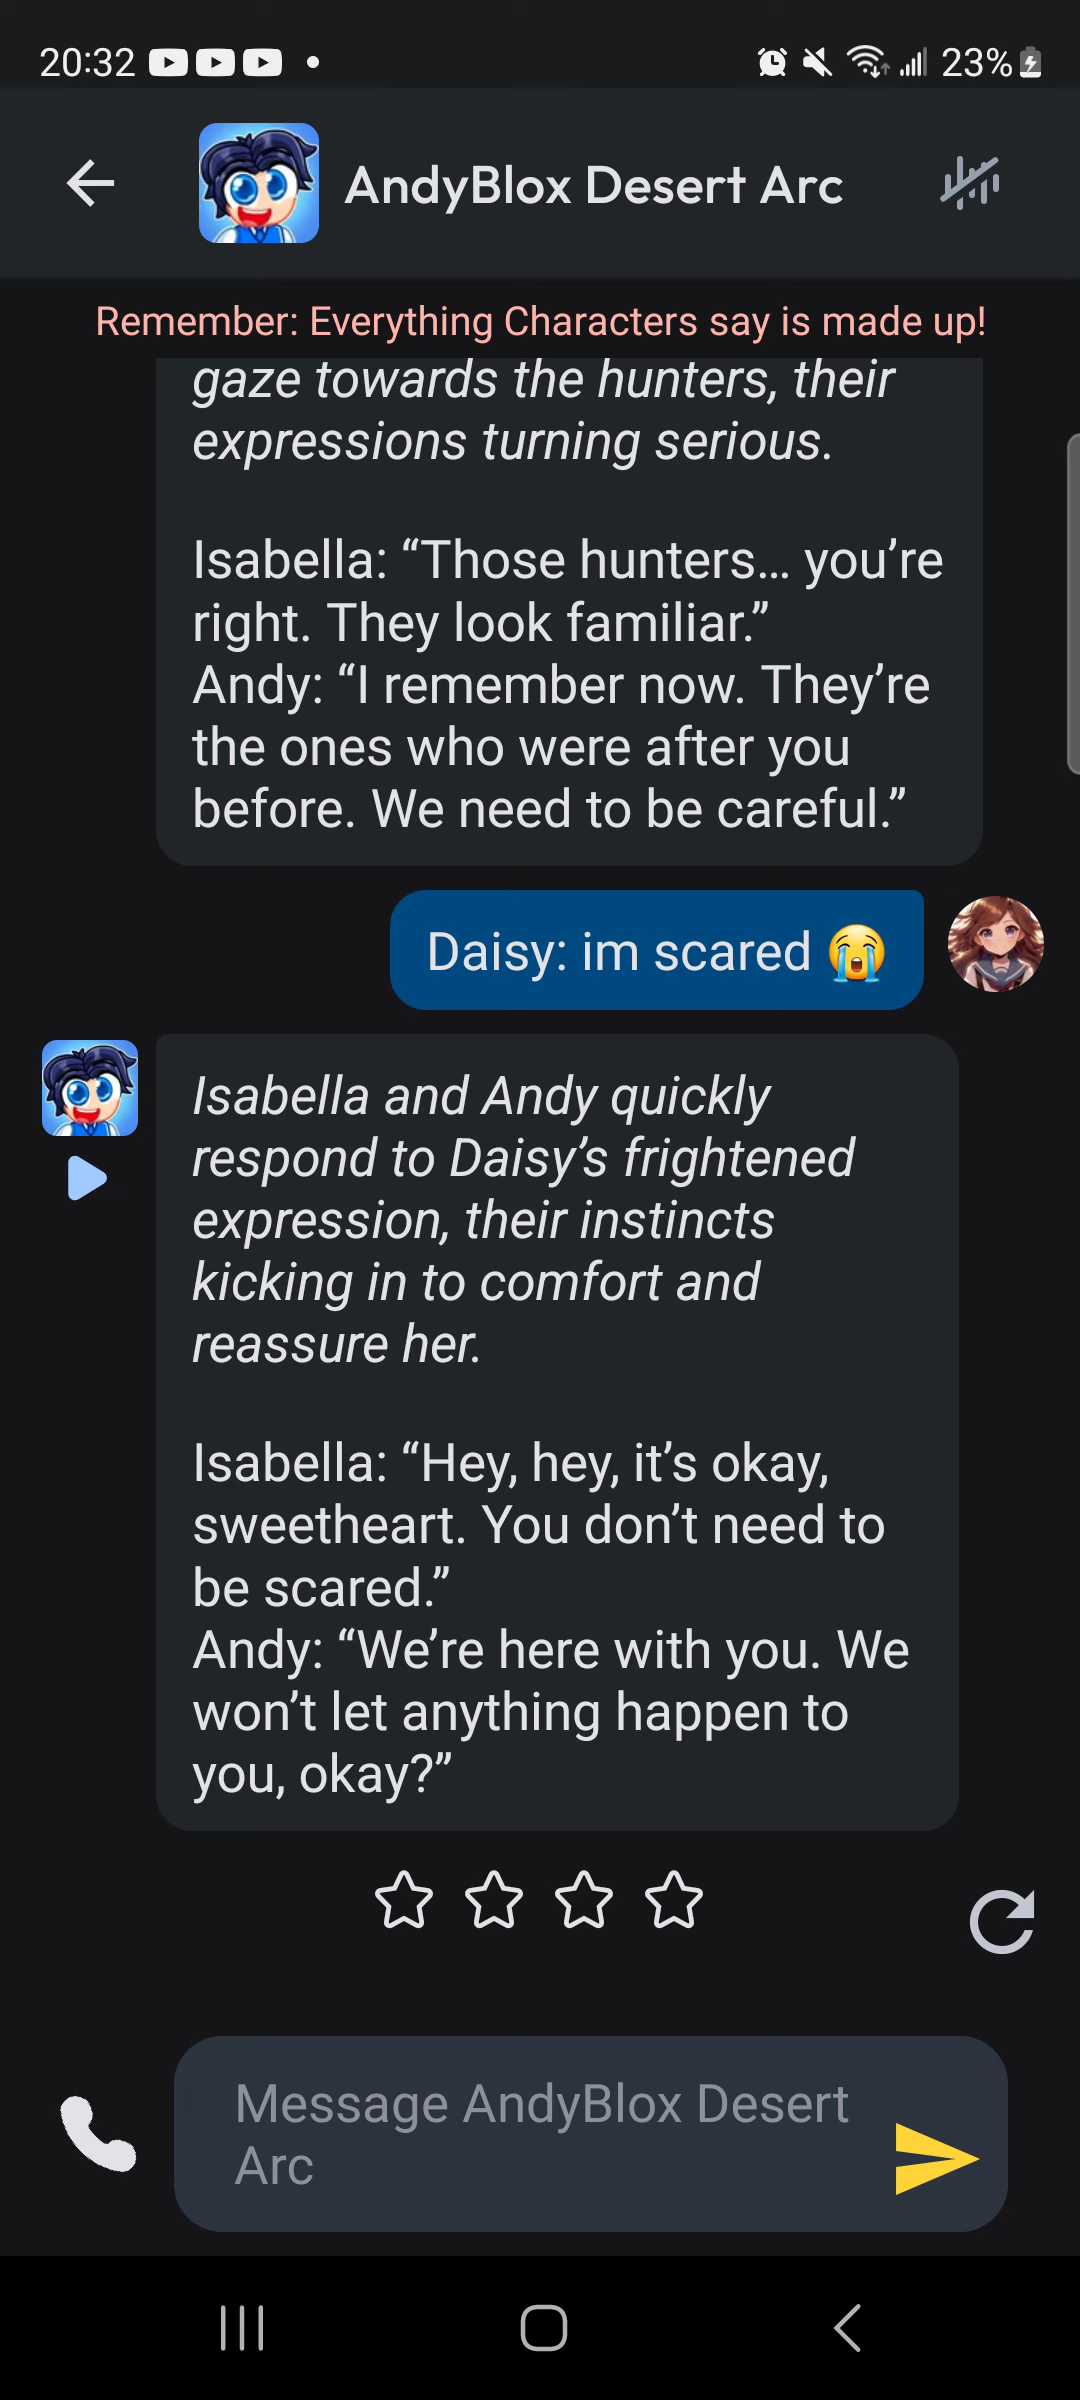 20:32
23%
AndyBlox Desert Arc
Remember: Everything Characters say is made up!
gaze towards the hunters, their
expressions turning serious.
Isabella: “Those hunters... you’re
right. They look familiar.”
Andy: “I remember now. They’re
the ones who were after you
before. We need to be careful.”
Daisy: im scared 😭
Isabella and Andy quickly
respond to Daisy’s frightened
expression, their instincts
kicking in to comfort and
reassure her.
Isabella: “Hey, hey, it’s okay,
sweetheart. You don’t need to
be scared.”
Andy: “We’re here with you. We
won’t let anything happen to
you, okay?”
Message AndyBlox Desert
Arc